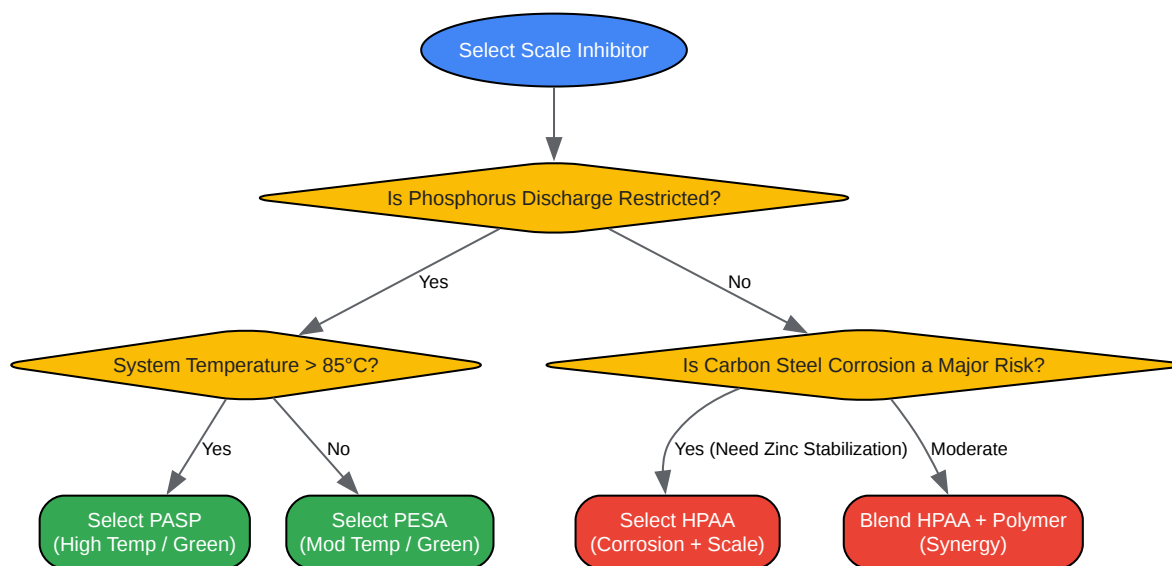 Select Scale Inhibitor
Is Phosphorus Discharge Restricted?
Yes
No
System Temperature > 85°C?
Is Carbon Steel Corrosion a Major Risk?
Yes
No
Yes (Need Zinc Stabilization)
Moderate
Select PASP
(High Temp / Green)
Select PESA
(Mod Temp / Green)
Select HPAA
(Corrosion + Scale)
Blend HPAA + Polymer
(Synergy)